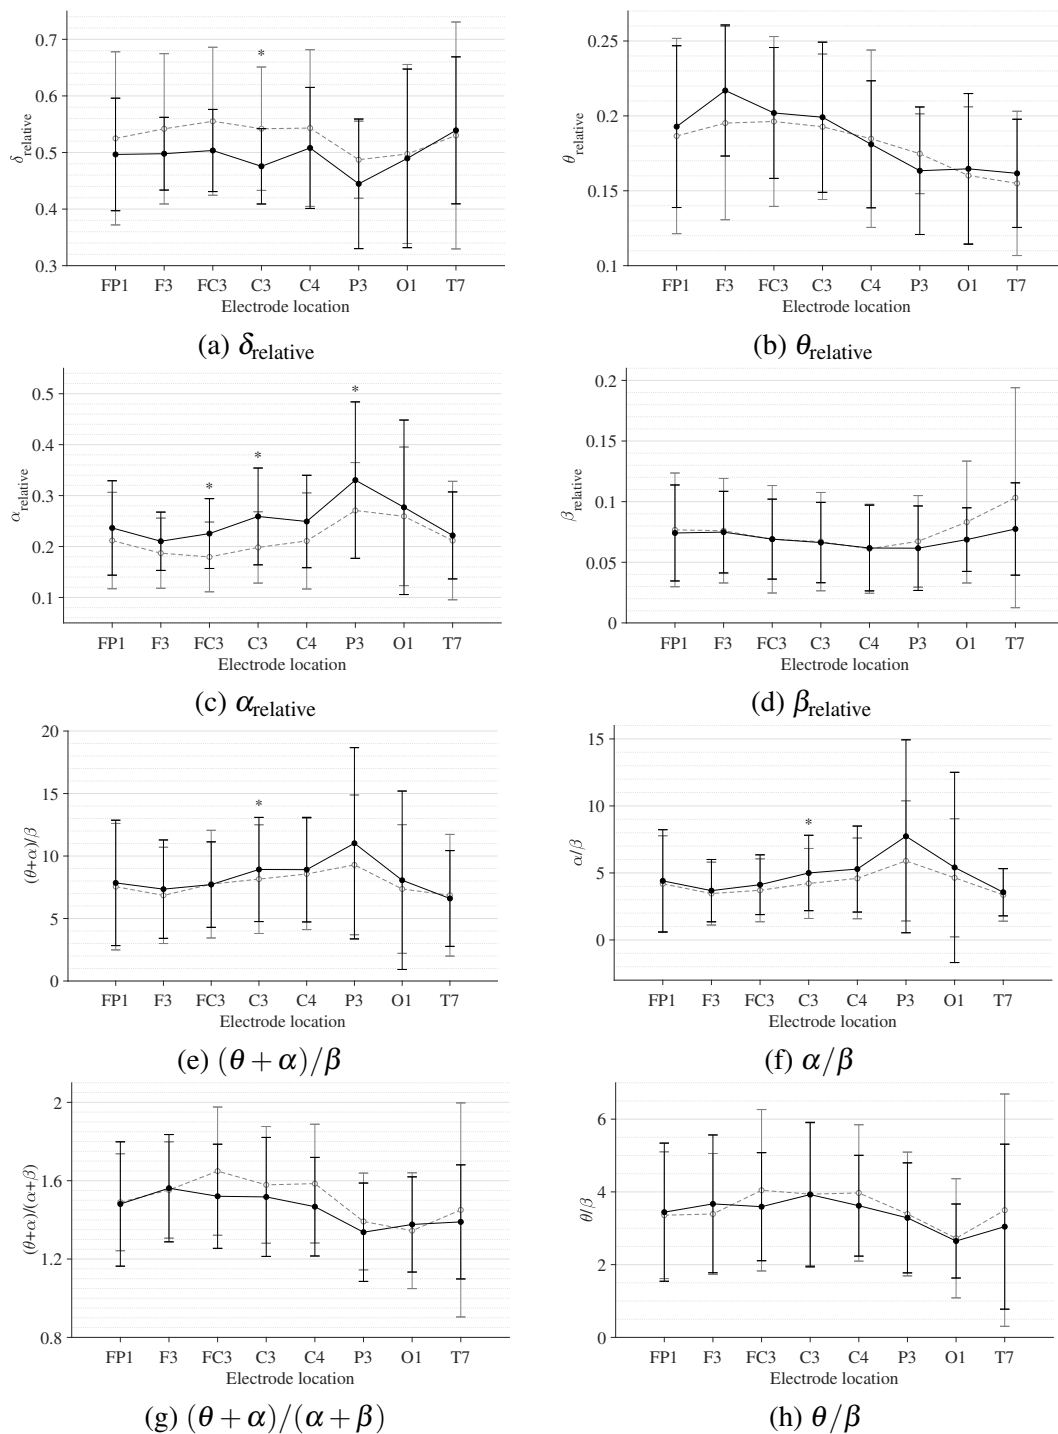 0.7
0.6
0.5
0.4
0.3
δrelative
*
FP1 F3 FC3 C3 C4 P3 O1 T7
Electrode location
(a) δrelative
0.25
0.2
0.15
0.1
θrelative
FP1 F3 FC3 C3 C4 P3 O1 T7
Electrode location
(b) θrelative
0.5
0.4
0.3
0.2
0.1
αrelative
* * *
FP1 F3 FC3 C3 C4 P3 O1 T7
Electrode location
(c) αrelative
0.2
0.15
0.1
0.05
0
βrelative
FP1 F3 FC3 C3 C4 P3 O1 T7
Electrode location
(d) βrelative
20
15
10
5
0
(θ+α)/β
*
FP1 F3 FC3 C3 C4 P3 O1 T7
Electrode location
(e) (θ + α)/β
15
10
5
0
α/β
*
FP1 F3 FC3 C3 C4 P3 O1 T7
Electrode location
(f) α/β
2
1.6
1.2
0.8
(θ+α)/(α+β)
FP1 F3 FC3 C3 C4 P3 O1 T7
Electrode location
(g) (θ + α)/(α + β)
6
4
2
0
θ/β
FP1 F3 FC3 C3 C4 P3 O1 T7
Electrode location
(h) θ/β